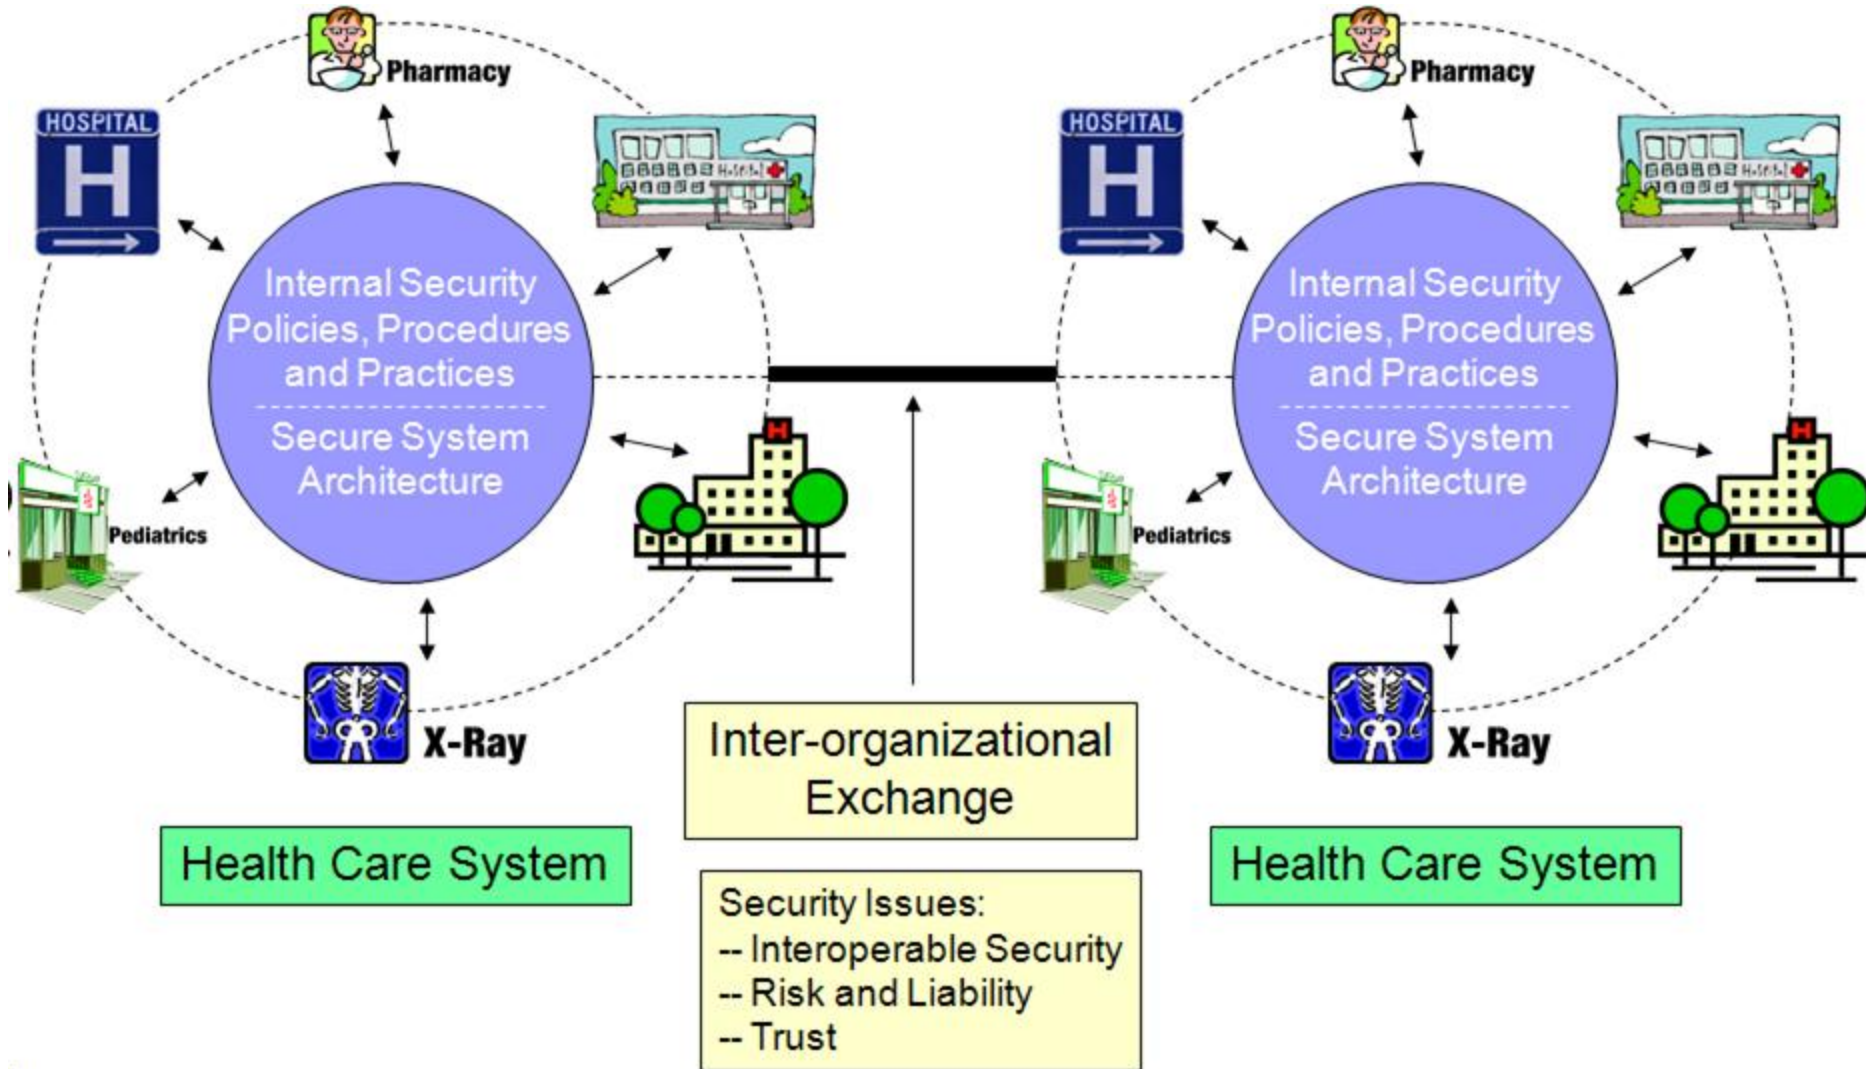 Pharmacy
HOSPITAL
H
Hospital
Internal Security
Policies, Procedures
and Practices
Secure System
Architecture
H
Pediatrics
X-Ray
Health Care System
Pharmacy
HOSPITAL
H
Hospital
Internal Security
Policies, Procedures
and Practices
Secure System
Architecture
H
Pediatrics
X-Ray
Health Care System
Inter-organizational
Exchange
Security Issues:
-- Interoperable Security
-- Risk and Liability
-- Trust